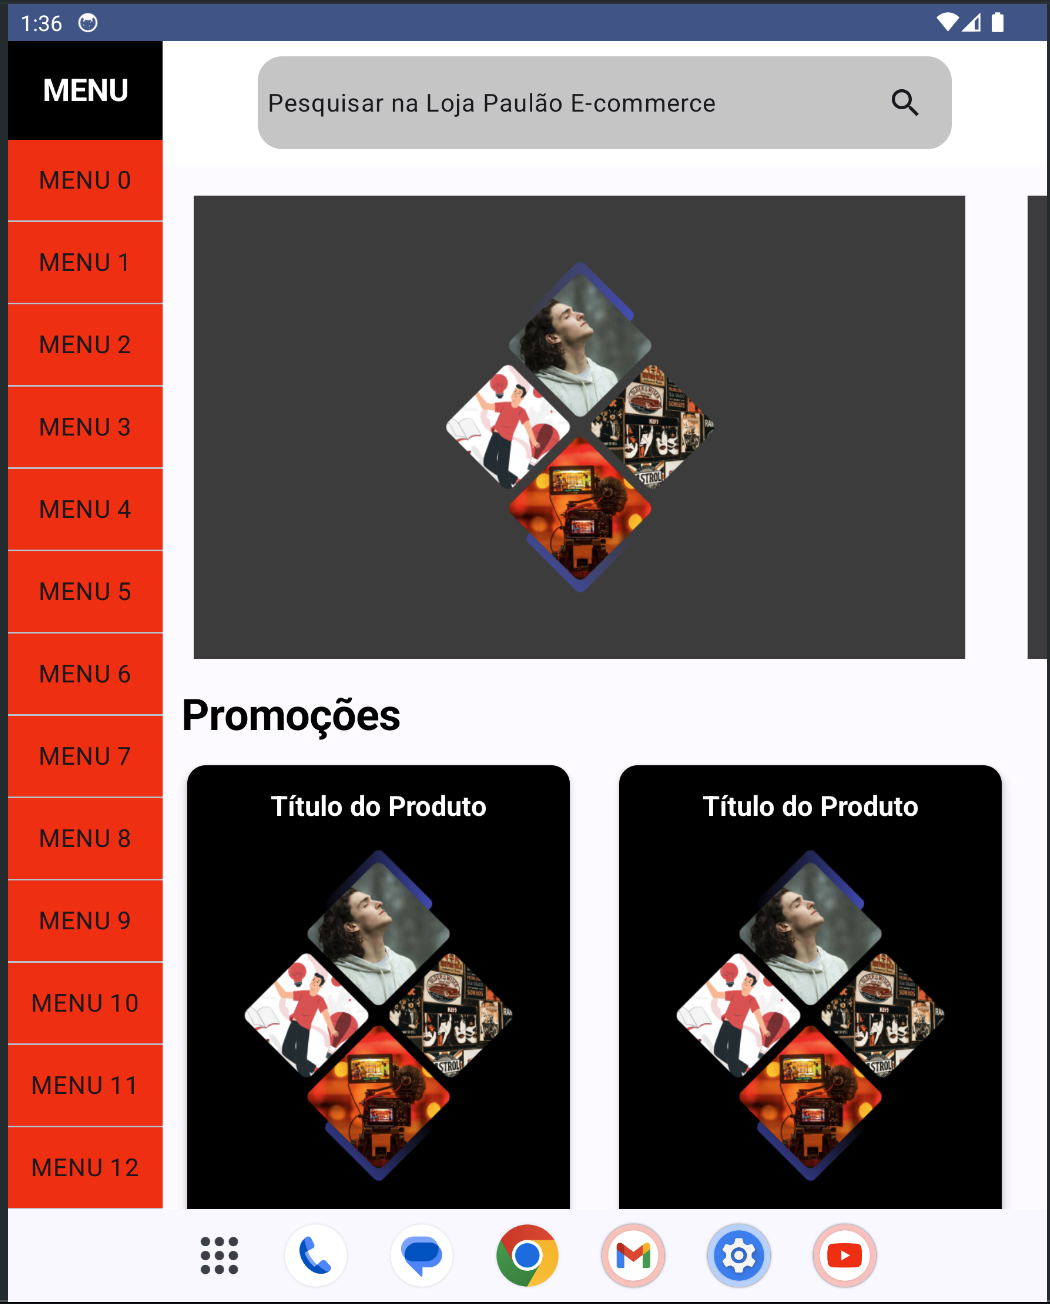 1:36
MENU
Pesquisar na Loja Paulão E-commerce
MENU 0
MENU 1
MENU 2
MENU 3
MENU 4
MENU 5
MENU 6
MENU 7
MENU 8
MENU 9
MENU 10
MENU 11
MENU 12
Promoções
Título do Produto
Título do Produto